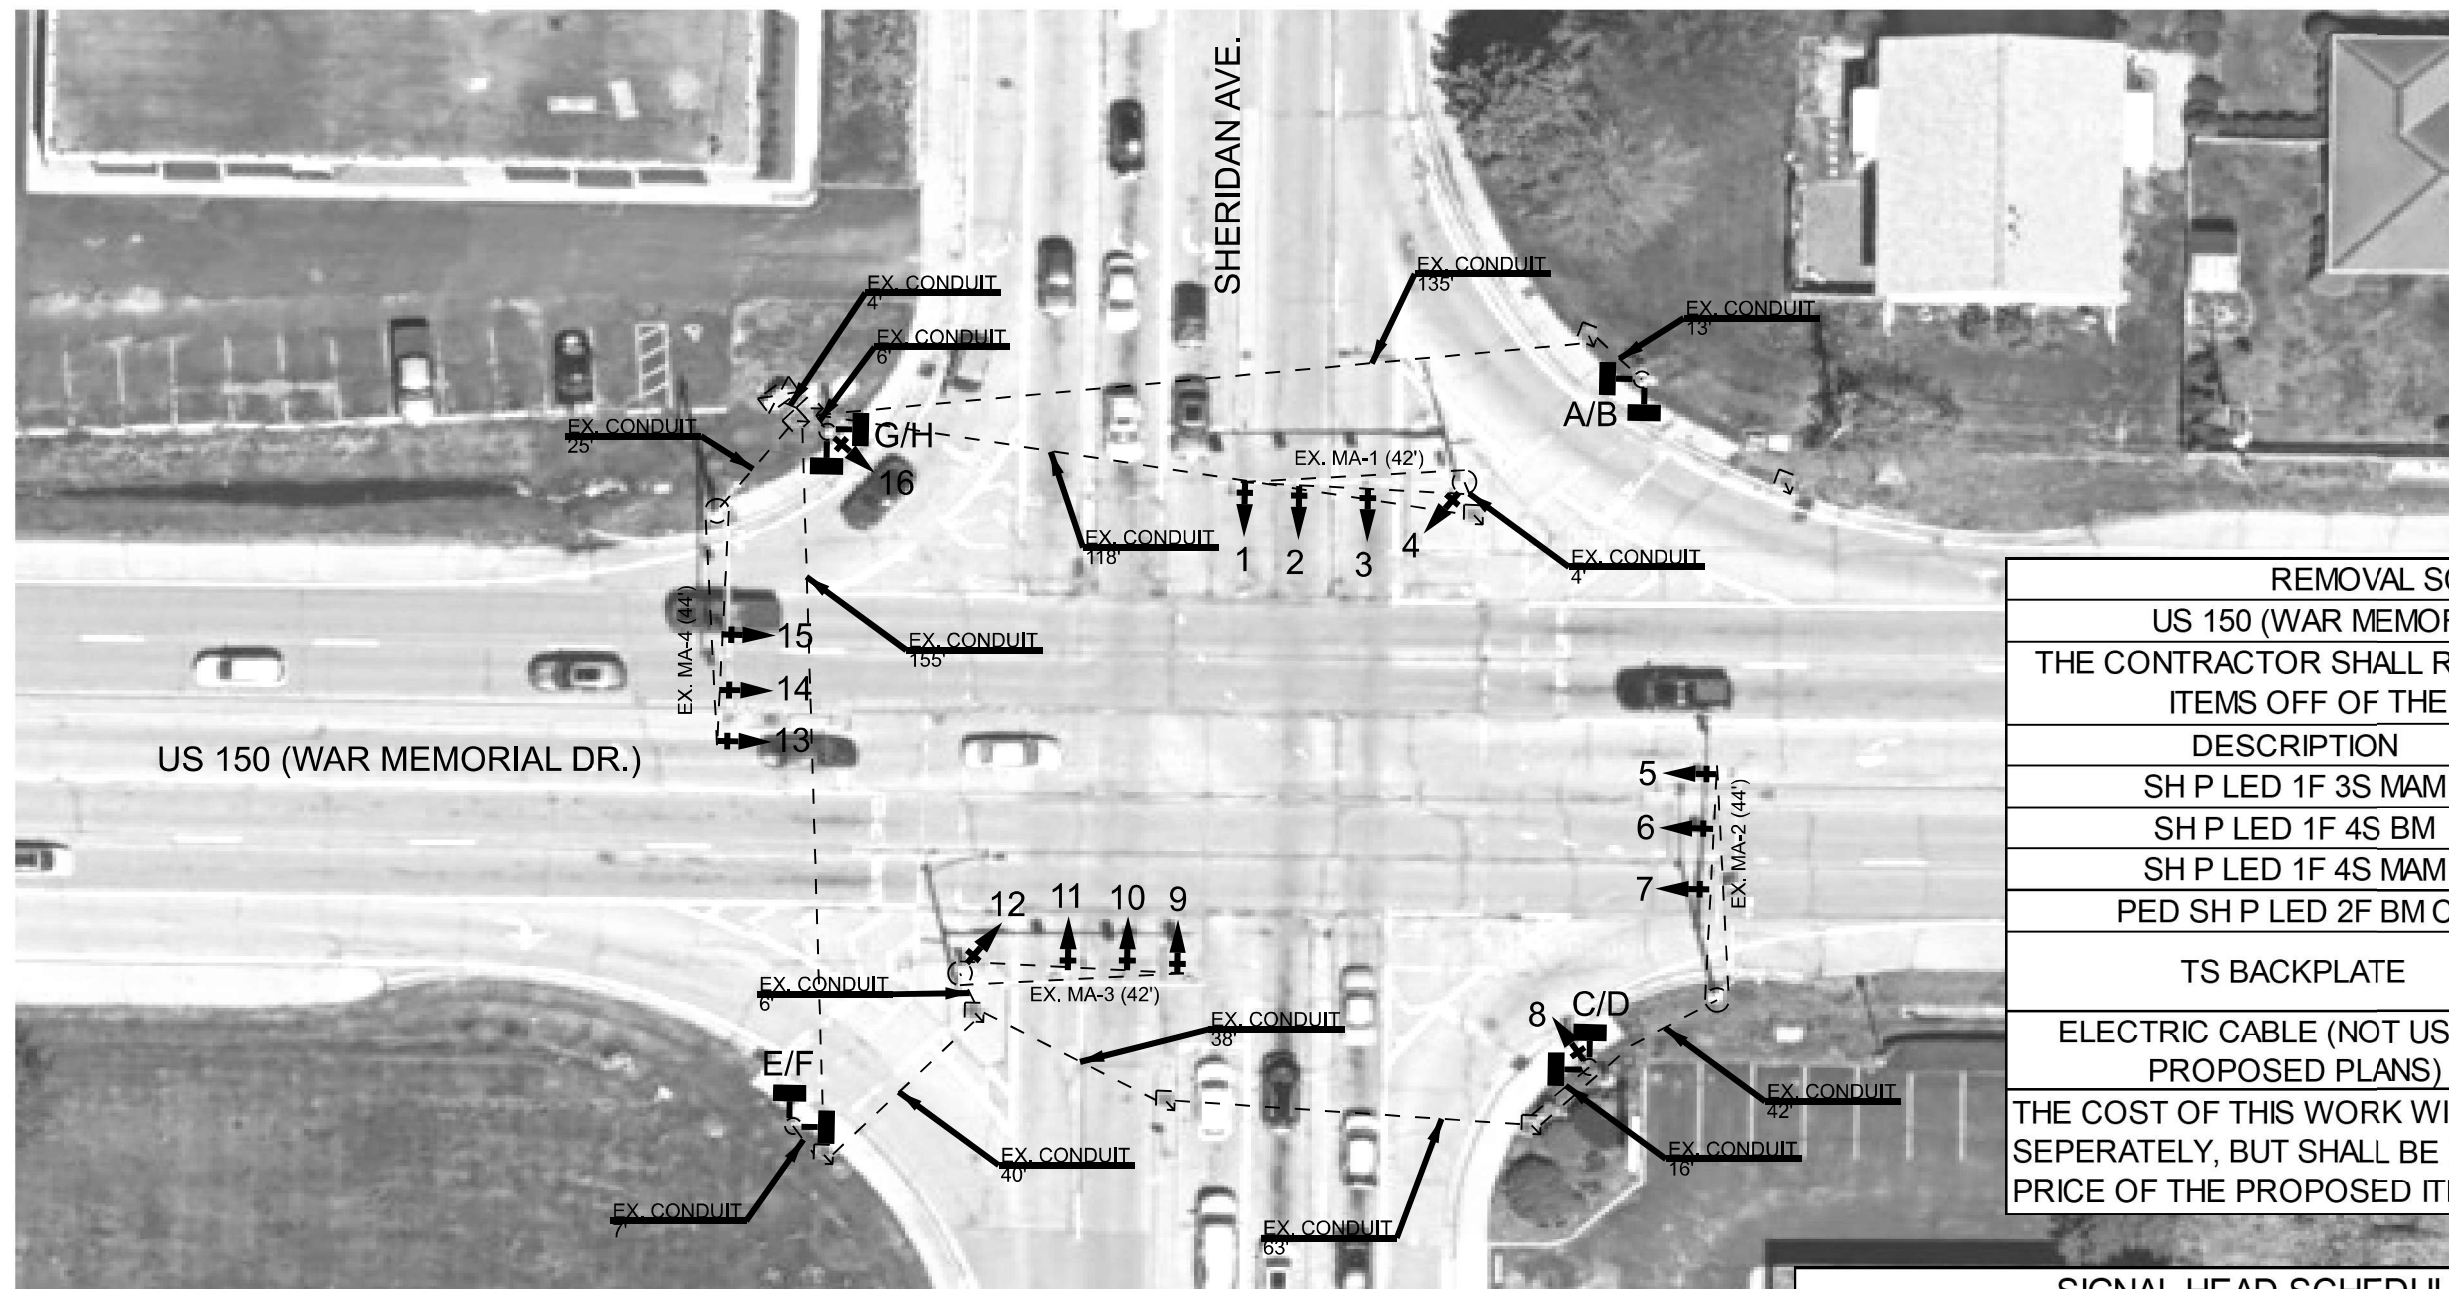 SHERIDAN AVE.
EX. CONDUIT
4'
EX. CONDUIT
6'
EX. CONDUIT
135'
EX. CONDUIT
13'
EX. CONDUIT
25'
G/H
16
A/B
EX. MA-1 (42')
EX. CONDUIT
118'
1
2
3
4
EX. CONDUIT
4'
EX. MA-4 (44')
15
14
13
EX. CONDUIT
155'
US 150 (WAR MEMORIAL DR.)
5
6
7
EX. MA-2 (44')
12
11
10
9
EX. CONDUIT
6'
EX. MA-3 (42')
EX. CONDUIT
38'
8
C/D
E/F
EX. CONDUIT
42'
EX. CONDUIT
40'
EX. CONDUIT
16'
EX. CONDUIT
7'
EX. CONDUIT
63'
REMOVAL SC
US 150 (WAR MEMOR
THE CONTRACTOR SHALL R
ITEMS OFF OF THE
DESCRIPTION
SH P LED 1F 3S MAM
SH P LED 1F 4S BM
SH P LED 1F 4S MAM
PED SH P LED 2F BM C
TS BACKPLATE
ELECTRIC CABLE (NOT US
PROPOSED PLANS)
THE COST OF THIS WORK WI
SEPERATELY, BUT SHALL BE
PRICE OF THE PROPOSED ITE
SIGNAL HEAD SCHEDUL